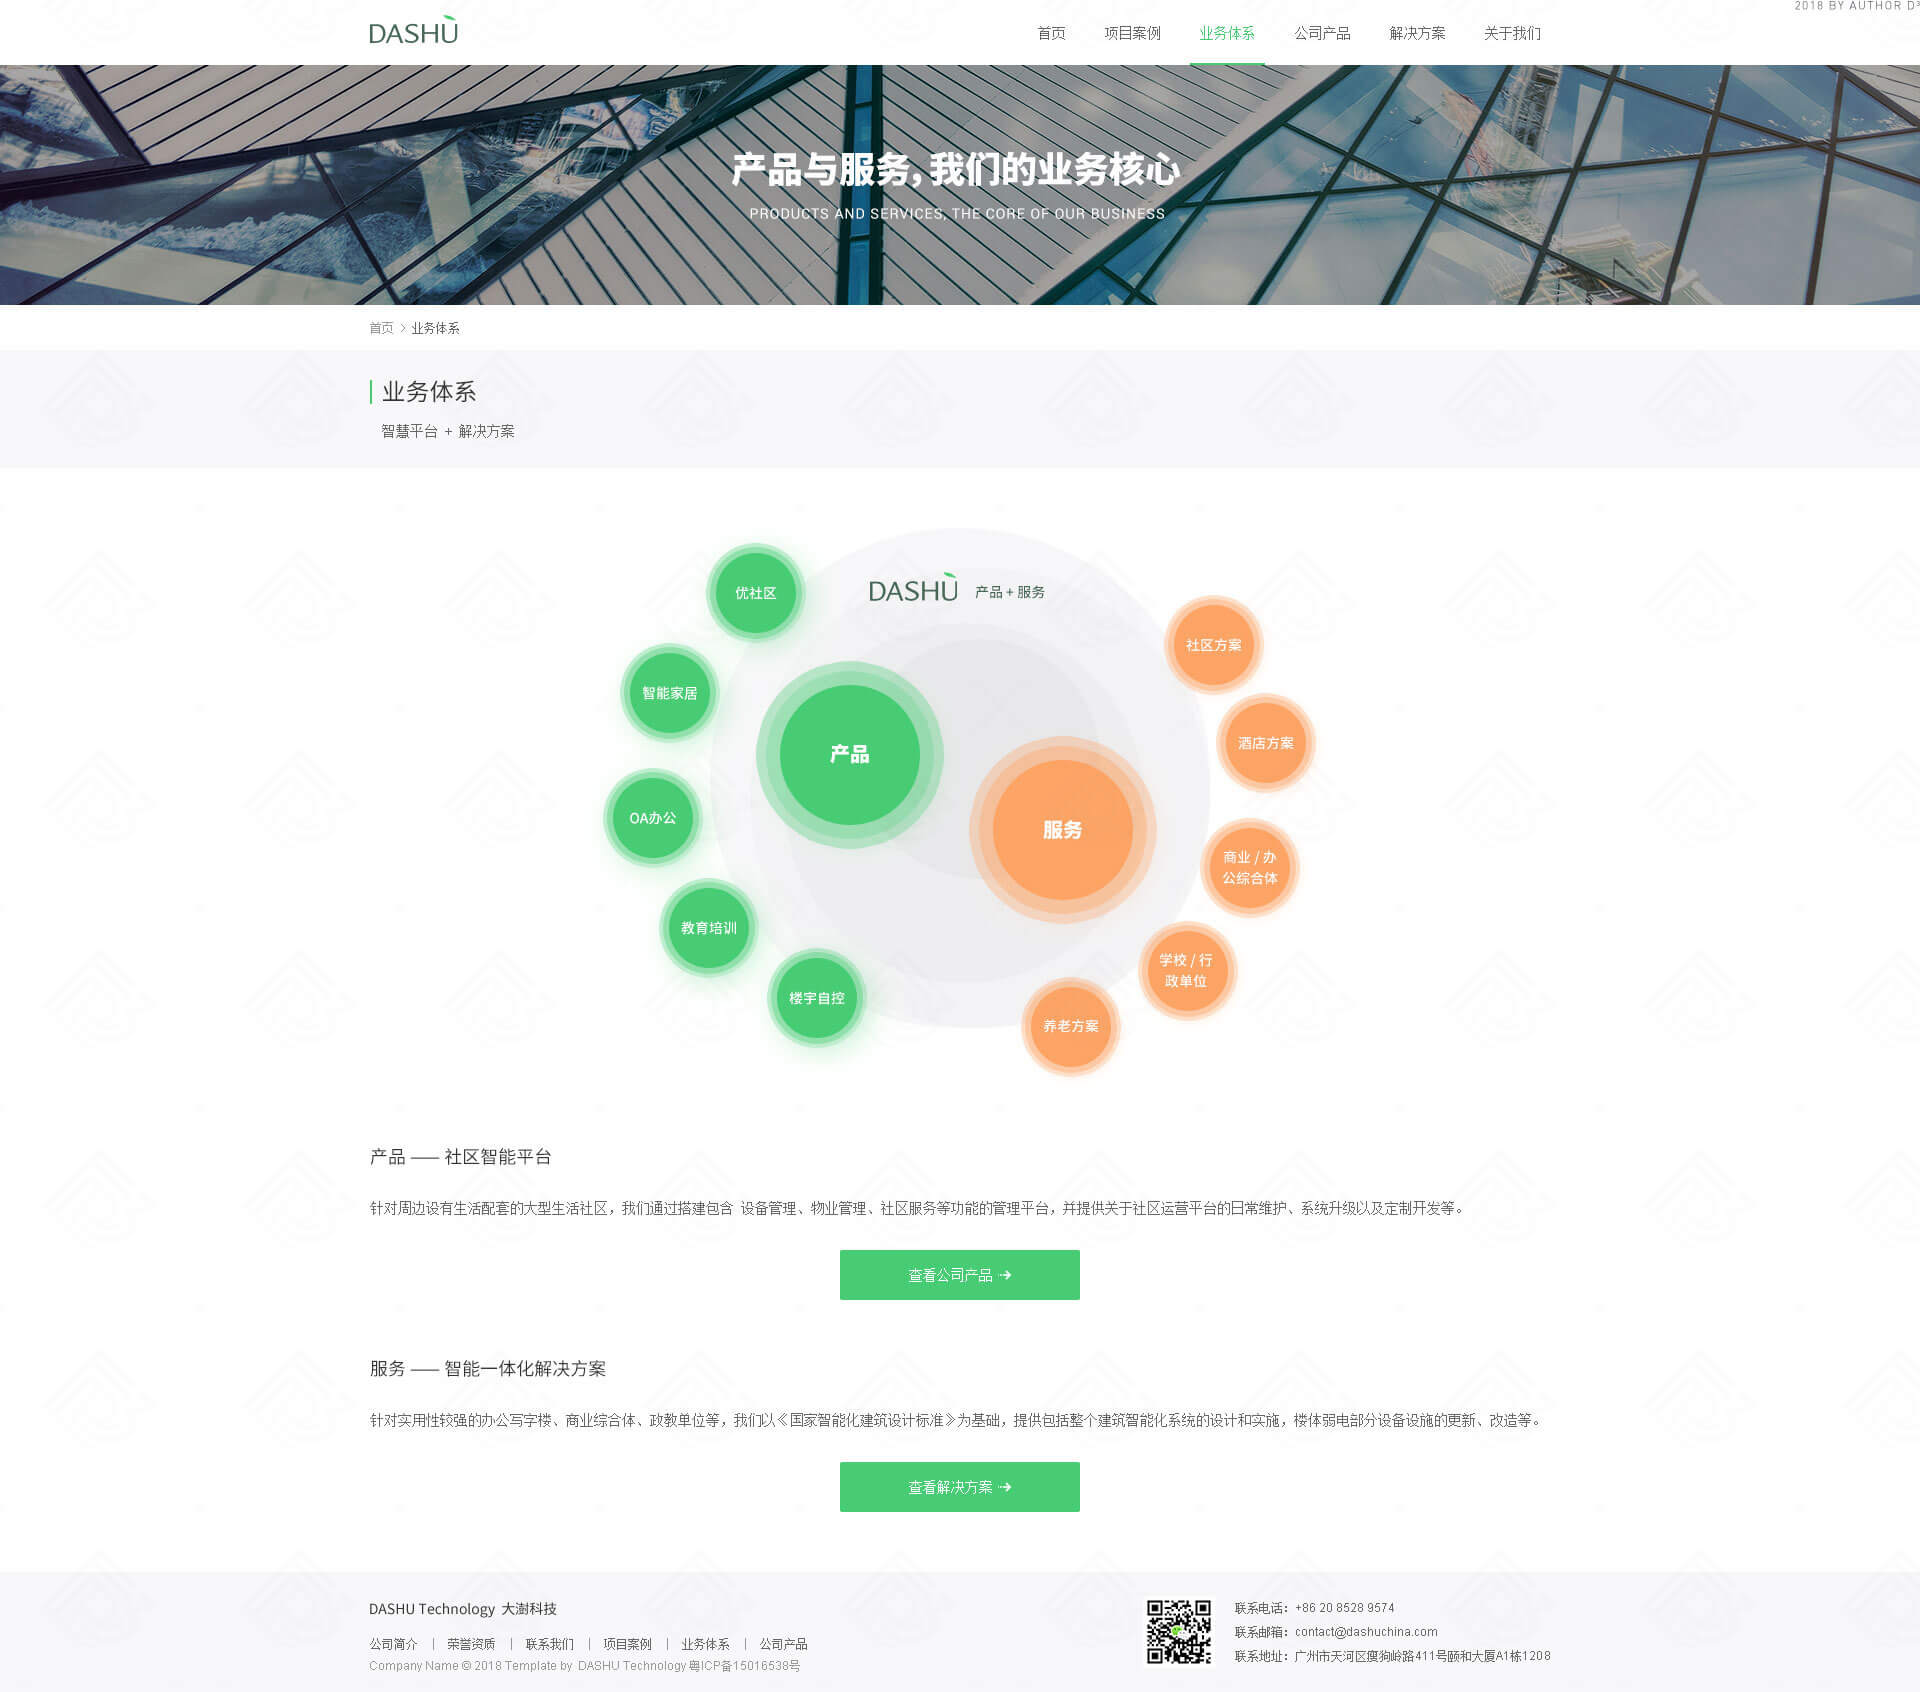 2018 BY AUTHOR D
DASHU
首页 项目案例 业务体系 公司产品 解决方案 关于我们
产品与服务，我们的业务核心
PRODUCTS AND SERVICES, THE CORE OF OUR BUSINESS
首页 > 业务体系
业务体系
智慧平台 + 解决方案
DASHU 产品 + 服务
优社区
智能家居
OA办公
教育培训
楼宇自控
产品
服务
社区方案
酒店方案
商业 / 办
公综合体
学校 / 行
政单位
养老方案
产品 —— 社区智能平台
针对周边设有生活配套的大型生活社区，我们通过搭建包含 设备管理、物业管理、社区服务等功能的管理平台，并提供关于社区运营平台的日常维护、系统升级以及定制开发等。
查看公司产品 →
服务 —— 智能一体化解决方案
针对实用性较强的办公写字楼、商业综合体、政教单位等，我们以《国家智能化建筑设计标准》为基础，提供包括整个建筑智能化系统的设计和实施，楼体弱电部分设备设施的更新、改造等。
查看解决方案 →
DASHU Technology 大澍科技
公司简介 | 荣誉资质 | 联系我们 | 项目案例 | 业务体系 | 公司产品
Company Name © 2018 Template by DASHU Technology 粤ICP备15016538号
联系电话：+86 20 8528 9574
联系邮箱：contact@dashuchina.com
联系地址：广州市天河区瘦狗岭路411号颐和大厦A1栋1208